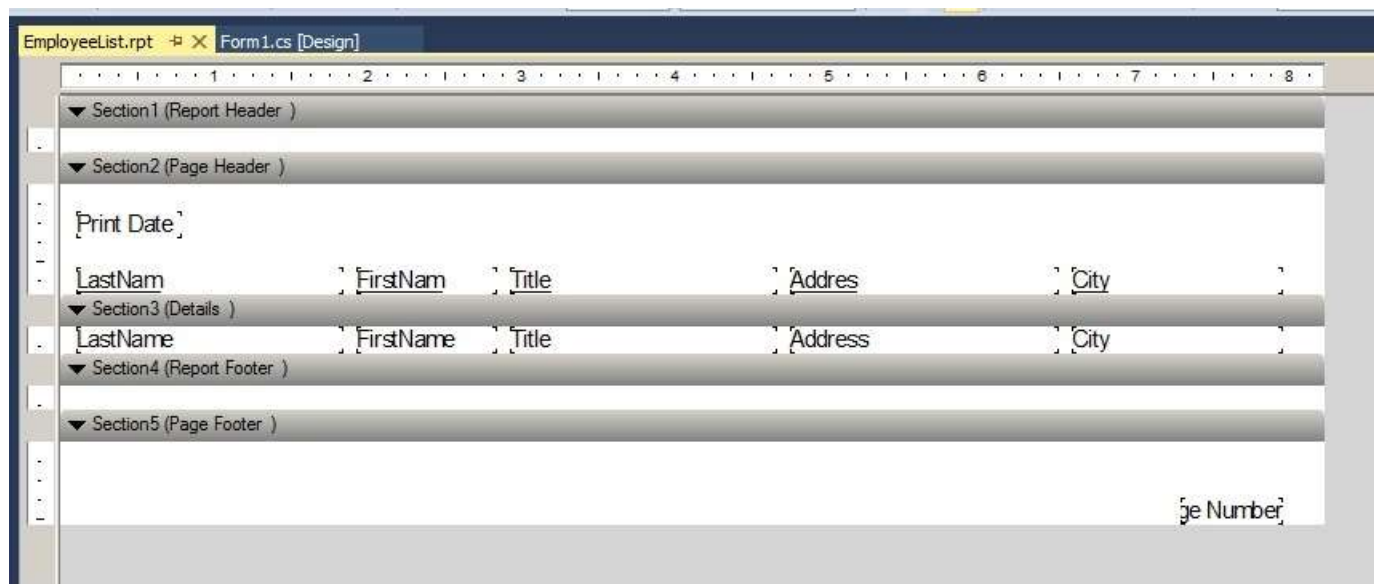 EmployeeList.rpt Form1.cs [Design]
1 2 3 4 5 6 7 8
Section1 (Report Header )
Section2 (Page Header )
Print Date
LastNam FirstNam Title Addres City
Section3 (Details )
LastName FirstName Title Address City
Section4 (Report Footer )
Section5 (Page Footer )
ge Number